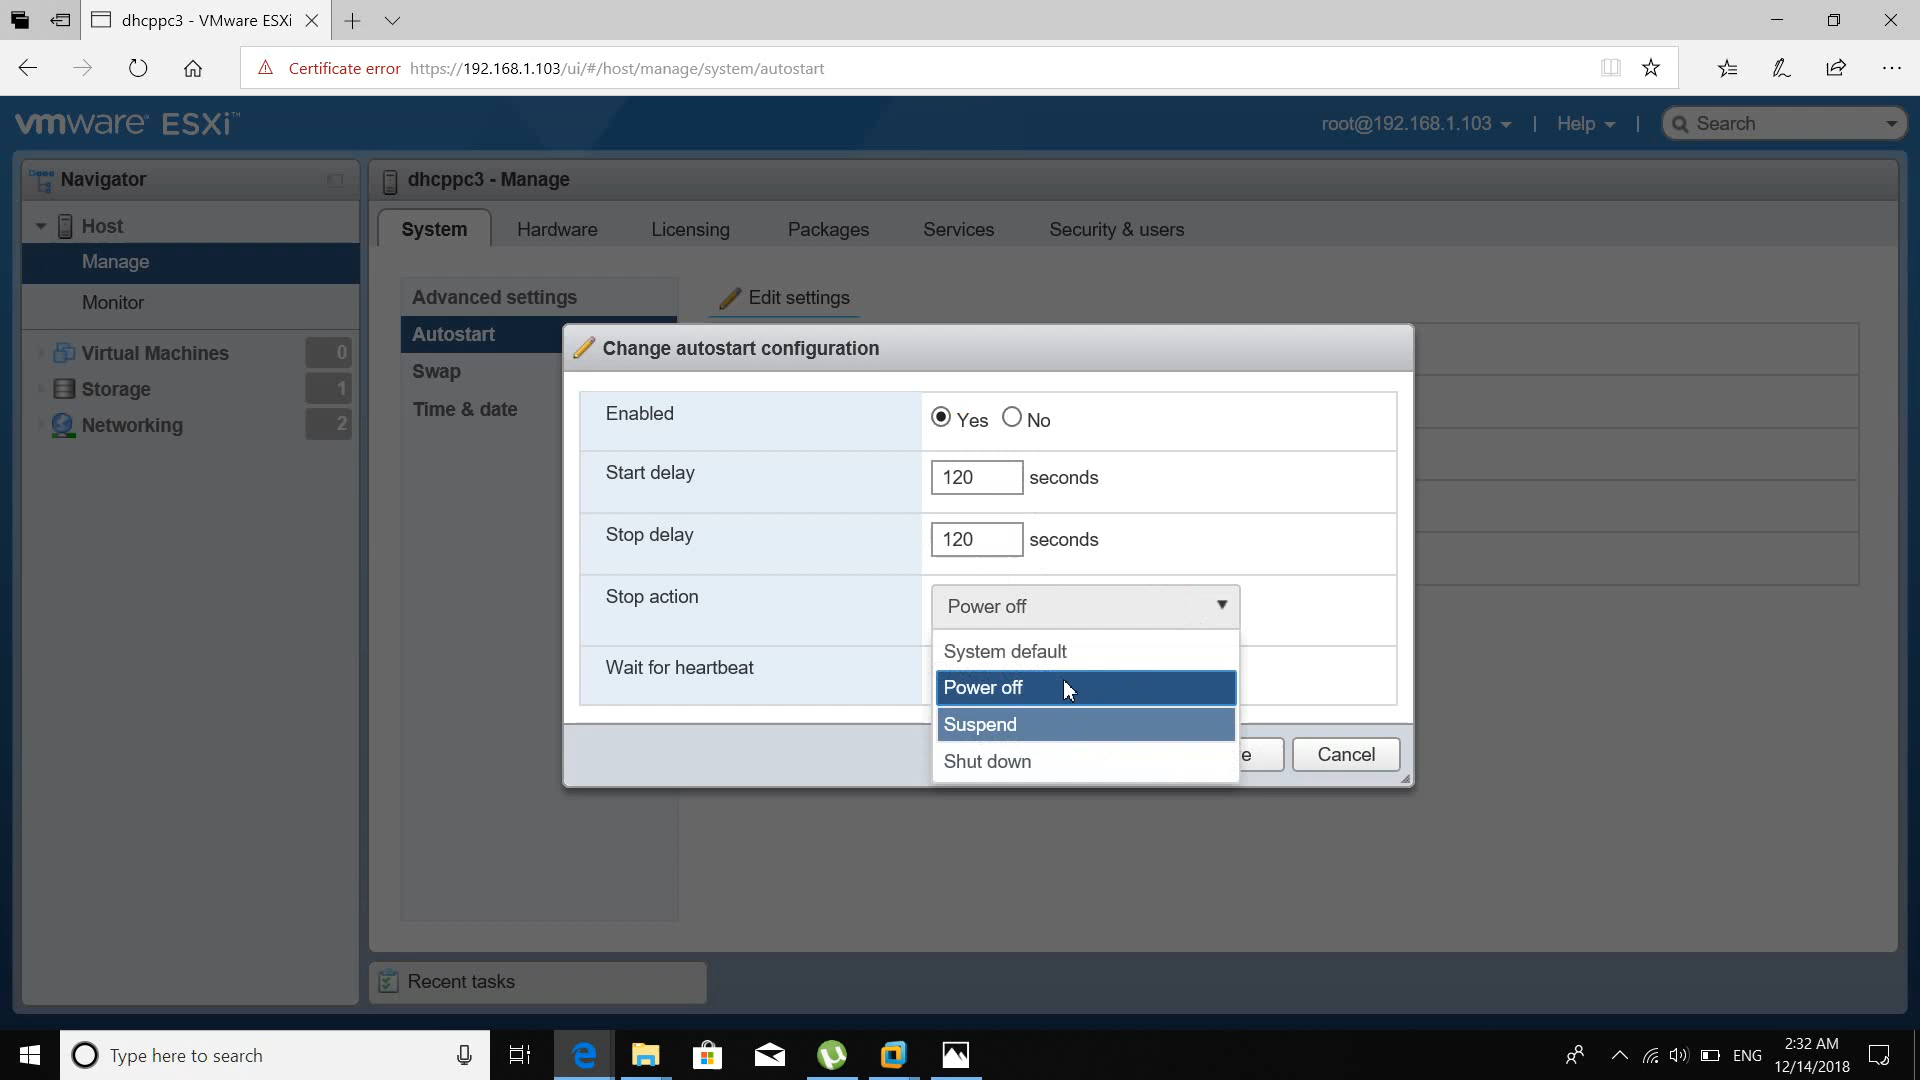 dhcppc3 - VMware ESXi
Certificate error https://192.168.1.103/ui/#/host/manage/system/autostart
vmware ESXi™
root@192.168.1.103 | Help | Search
Navigator
dhcppc3 - Manage
Host
Manage
Monitor
Virtual Machines 0
Storage 1
Networking 2
System Hardware Licensing Packages Services Security & users
Advanced settings
Autostart
Swap
Time & date
Edit settings
Change autostart configuration
Enabled Yes No
Start delay 120 seconds
Stop delay 120 seconds
Stop action Power off
System default
Power off
Suspend
Shut down
Wait for heartbeat
Cancel
Recent tasks
Type here to search
ENG
2:32 AM
12/14/2018